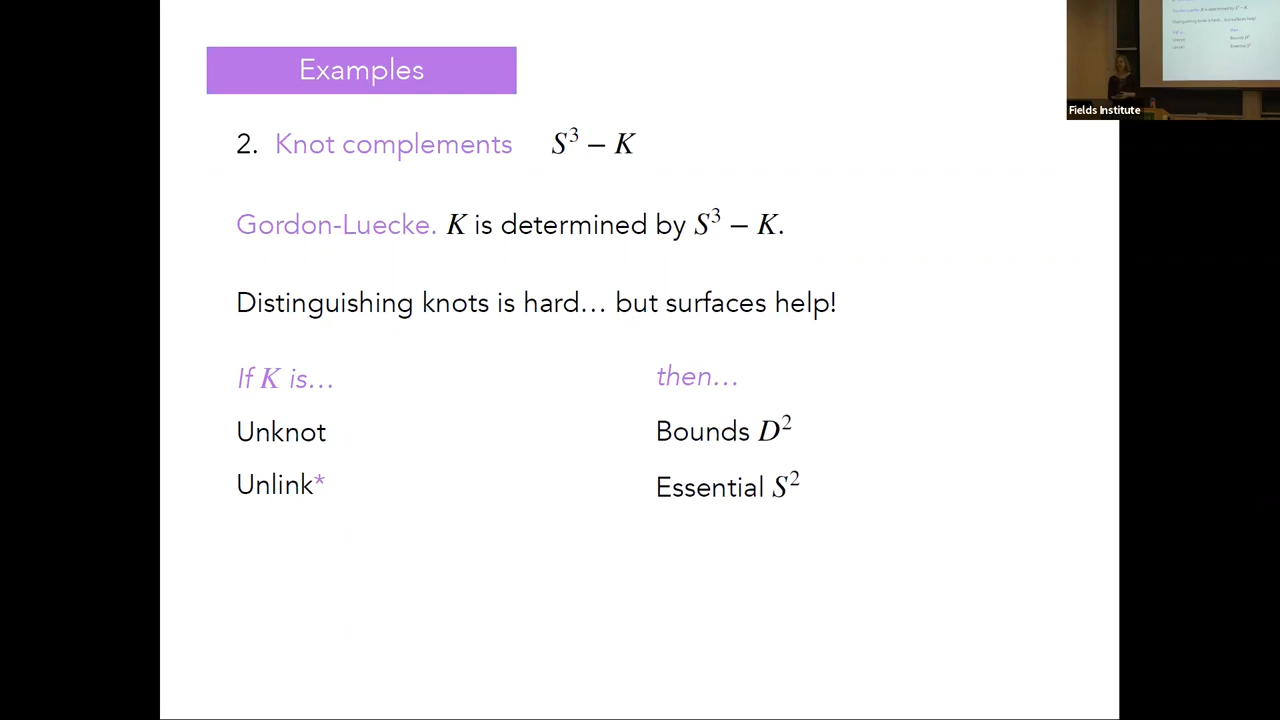 Examples
2. Knot complements S³ – K
Gordon-Luecke. K is determined by S³ – K.
Distinguishing knots is hard... but surfaces help!
If K is... then...
Unknot Bounds D²
Unlink* Essential S²
Fields Institute